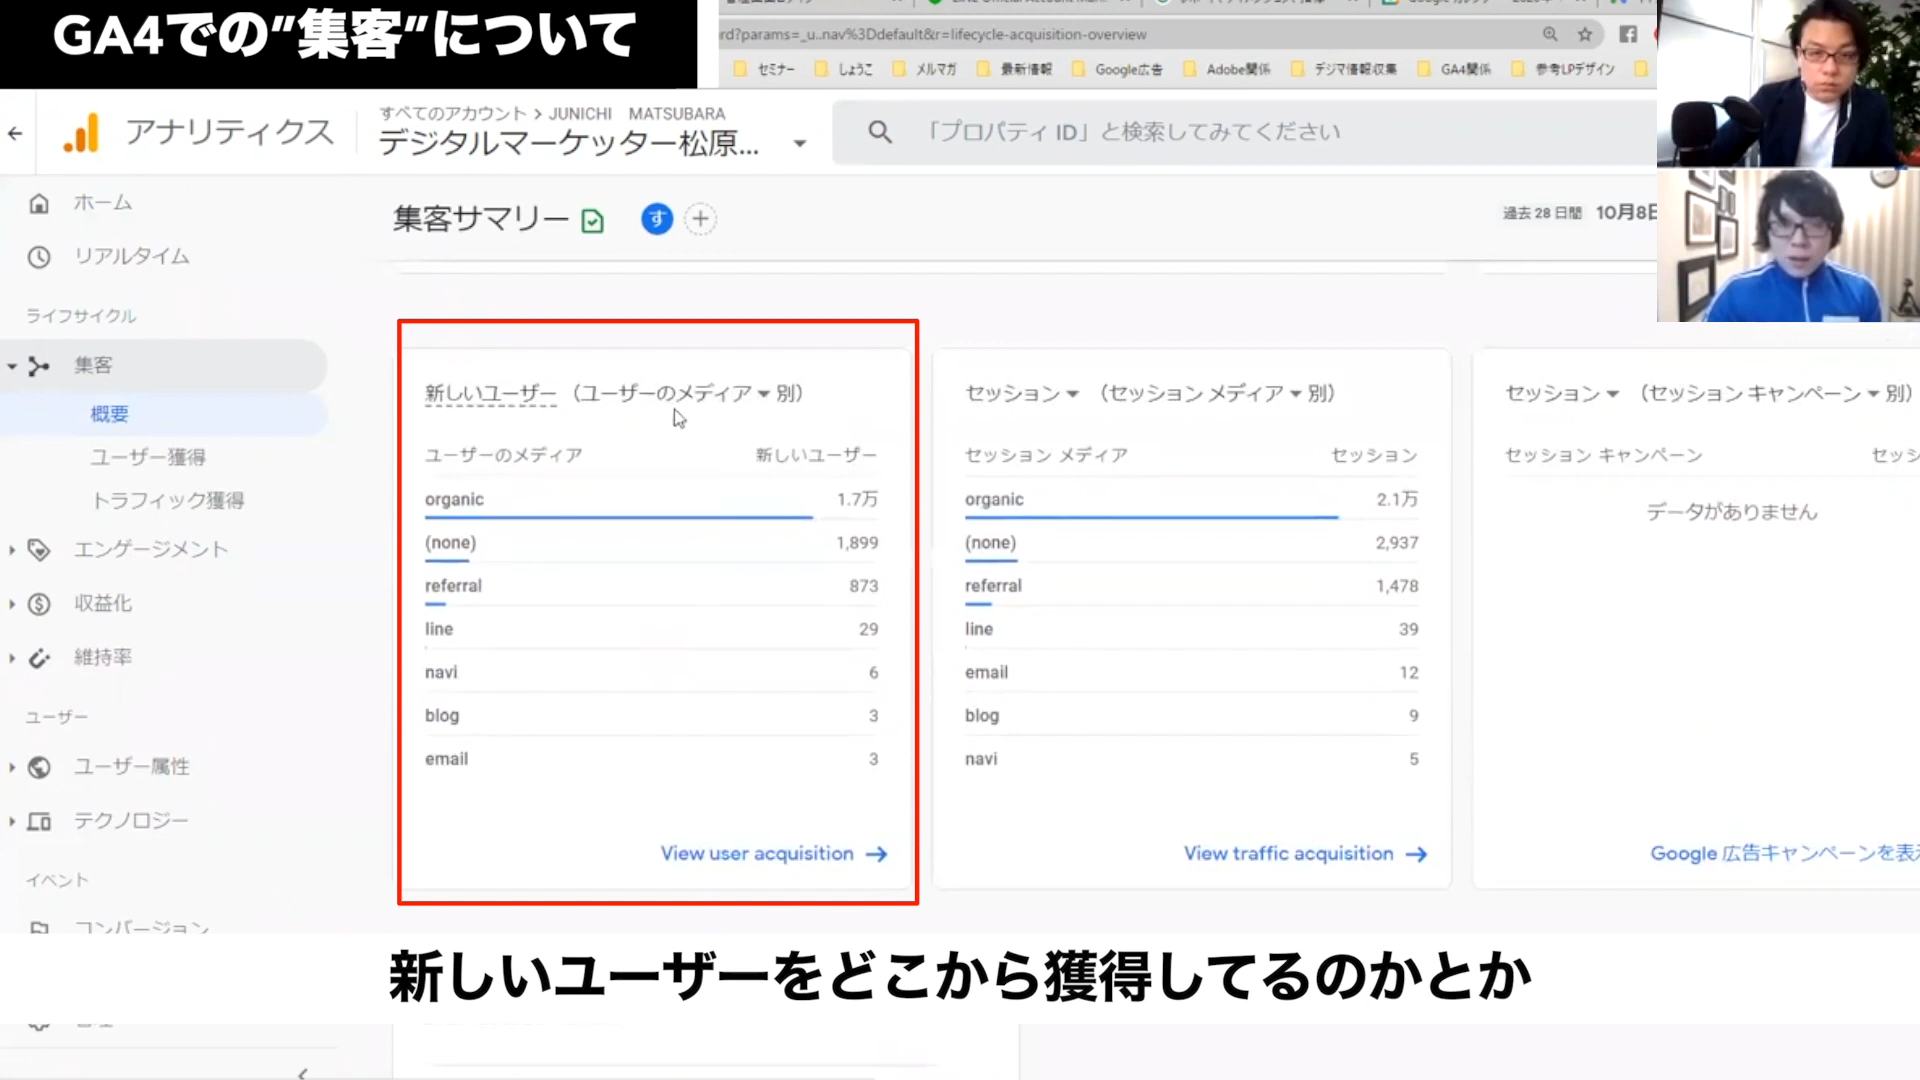 GA4での"集客"について
rd?params=_u..nav%3Ddefault&r=lifecycle-acquisition-overview
セミナー しょうこ メルマガ 最新情報 Google広告 Adobe関係 デジマ情報収集 GA4関係 参考LPデザイン
アナリティクス
すべてのアカウント > JUNICHI MATSUBARA
デジタルマーケッター松原...
「プロパティ ID」と検索してみてください
集客サマリー
す
過去 28 日間 10月8日
ホーム
リアルタイム
ライフサイクル
集客
概要
ユーザー獲得
トラフィック獲得
エンゲージメント
収益化
維持率
ユーザー
ユーザー属性
テクノロジー
イベント
コンバージョン
新しいユーザー (ユーザーのメディア 別)
ユーザーのメディア 新しいユーザー
organic 1.7万
(none) 1,899
referral 873
line 29
navi 6
blog 3
email 3
View user acquisition
セッション (セッション メディア 別)
セッション メディア セッション
organic 2.1万
(none) 2,937
referral 1,478
line 39
email 12
blog 9
navi 5
View traffic acquisition
セッション (セッション キャンペーン 別)
セッション キャンペーン セッシ
データがありません
Google 広告キャンペーンを表示
新しいユーザーをどこから獲得してるのかとか